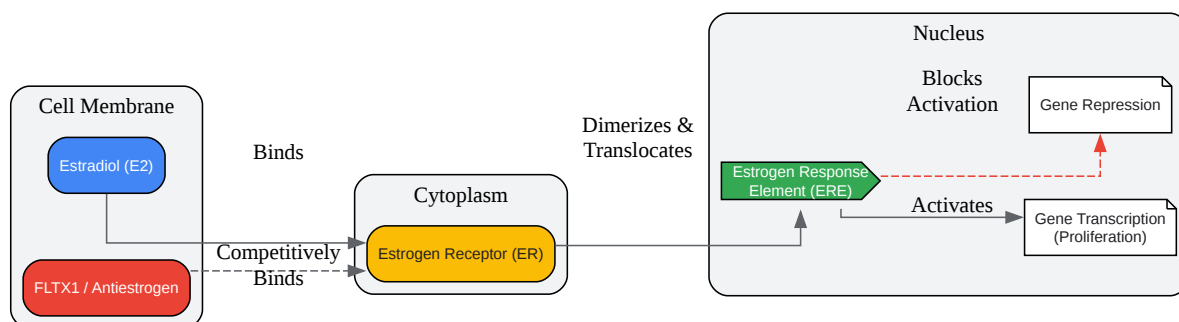 Cell Membrane
Estradiol (E2)
FLTX1 / Antiestrogen
Binds
Competitively
Binds
Cytoplasm
Estrogen Receptor (ER)
Dimerizes &
Translocates
Nucleus
Blocks
Activation
Gene Repression
Estrogen Response
Element (ERE)
Activates
Gene Transcription
(Proliferation)